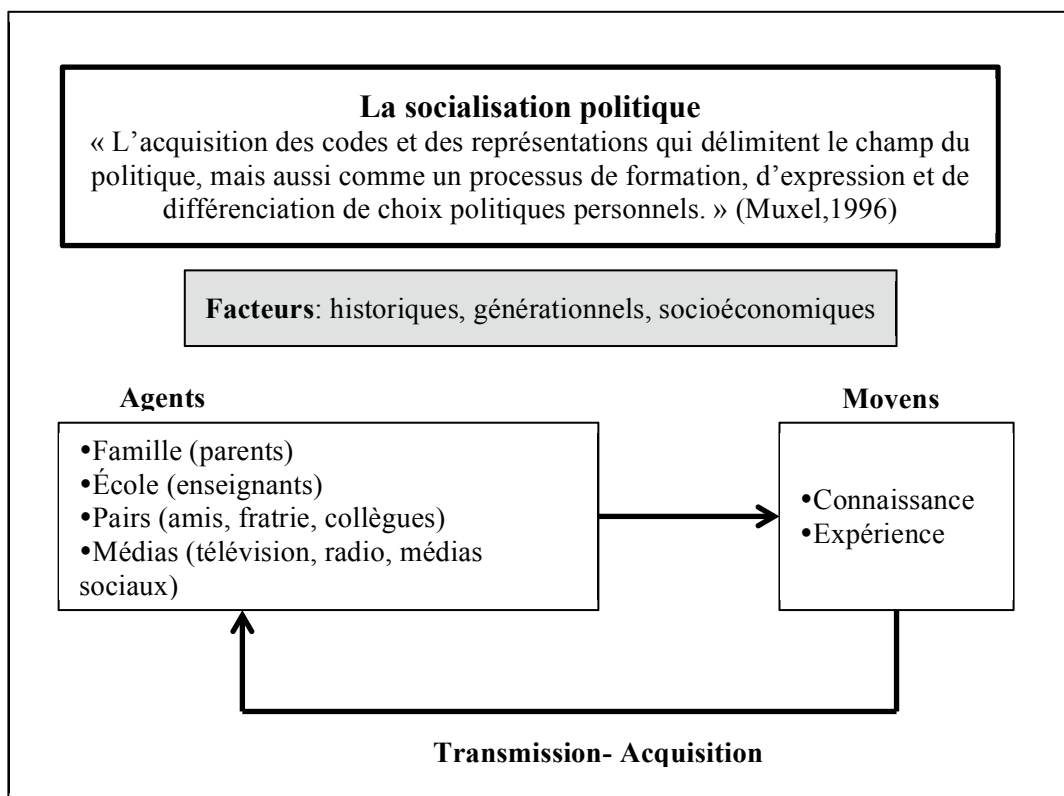 La socialisation politique
« L'acquisition des codes et des représentations qui délimitent le champ du
politique, mais aussi comme un processus de formation, d'expression et de
différenciation de choix politiques personnels. » (Muxel,1996)
Facteurs: historiques, générationnels, socioéconomiques
Agents
•Famille (parents)
•École (enseignants)
•Pairs (amis, fratrie, collègues)
•Médias (télévision, radio, médias
sociaux)
Moyens
•Connaissance
•Expérience
Transmission- Acquisition